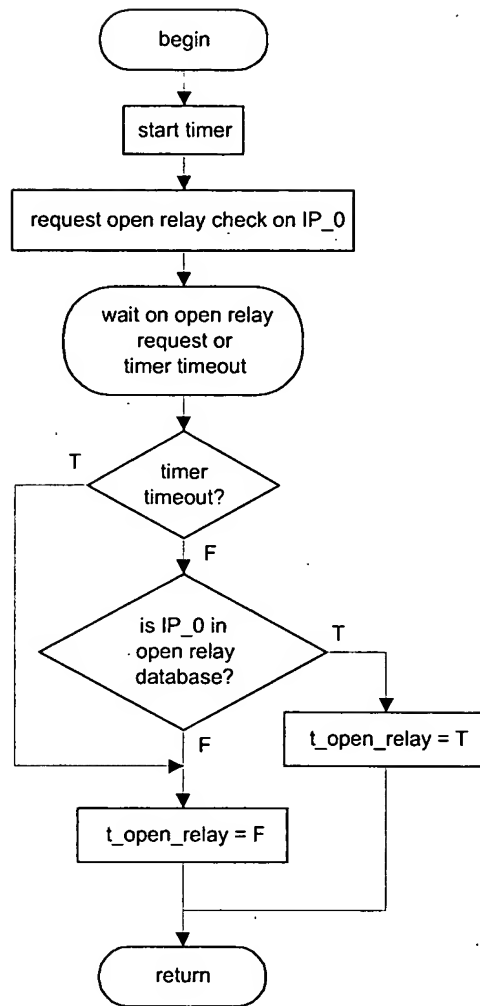 begin
start timer
request open relay check on IP_0
wait on open relay
request or
timer timeout
T
timer
timeout?
F
is IP_0 in
open relay
database?
T
F
t_open_relay = T
t_open_relay = F
return